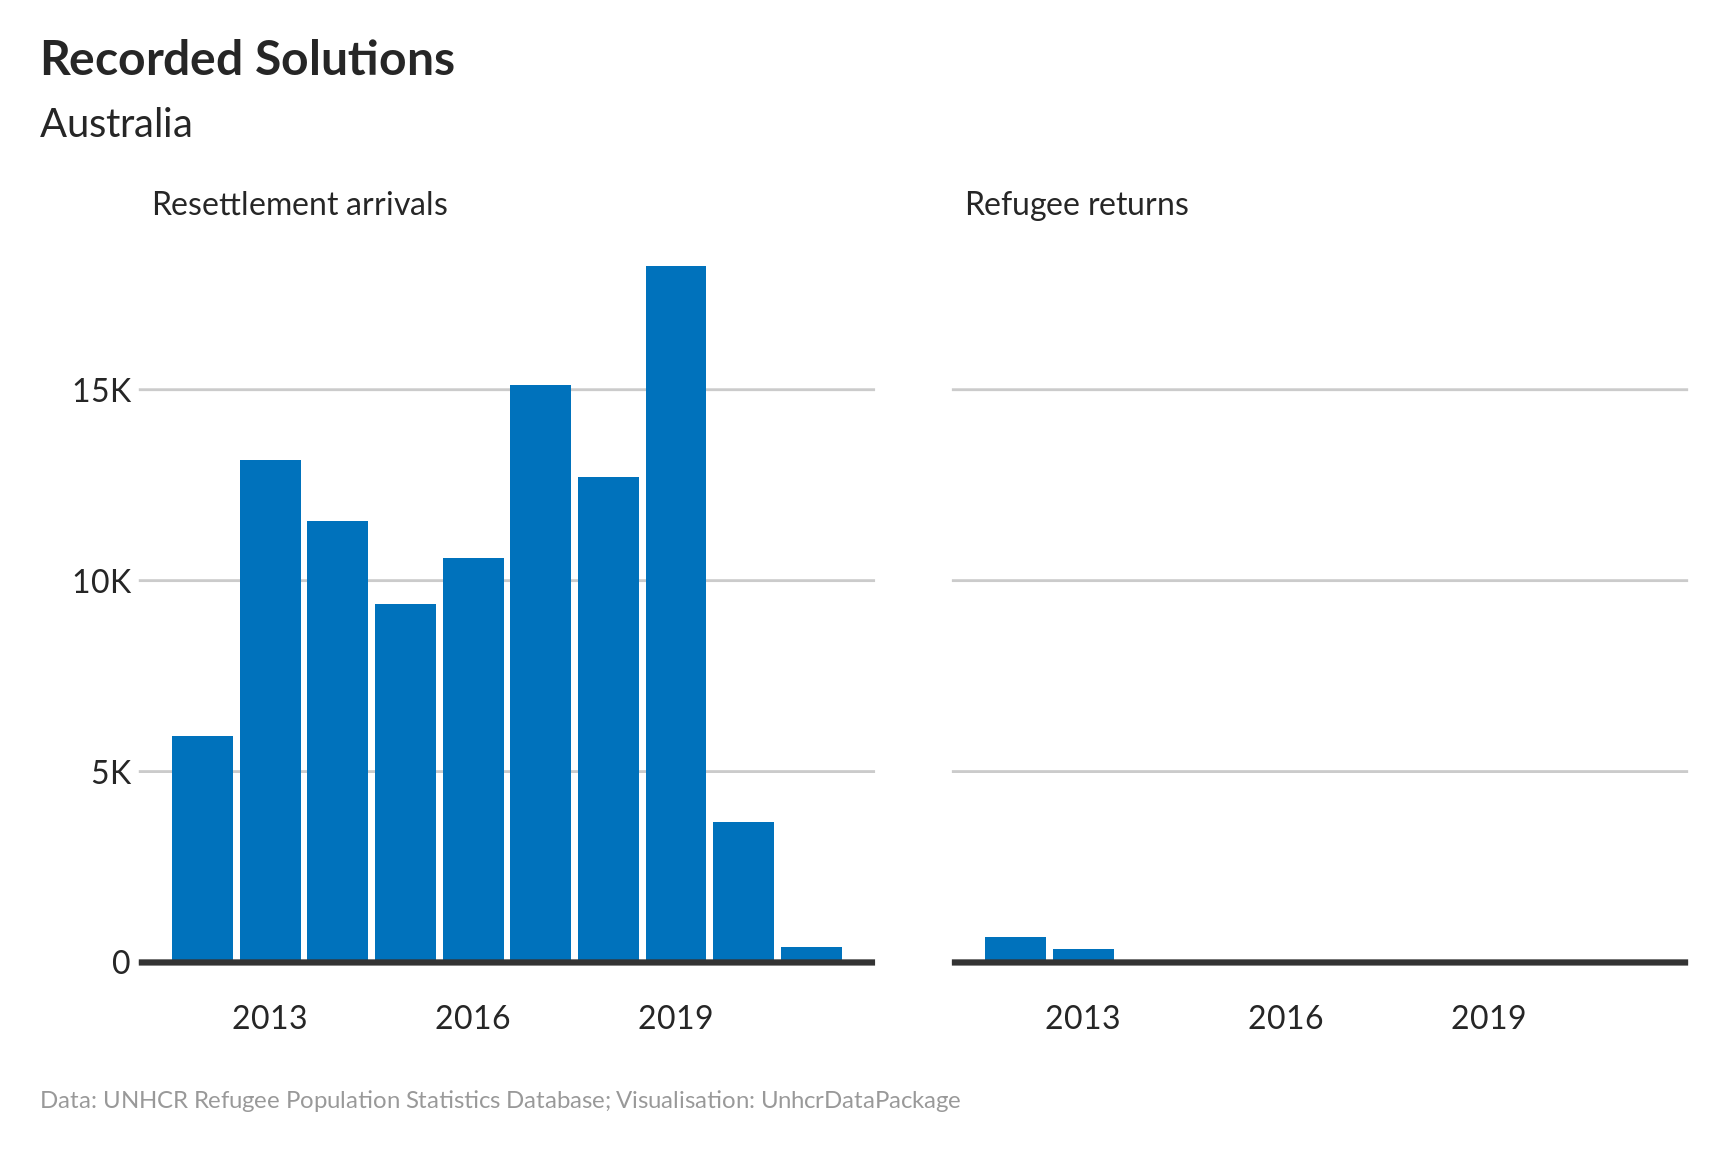 Recorded Solutions
Australia
Resettlement arrivals
Refugee returns
15K
10K
5K
0
2013 2016 2019
2013 2016 2019
Data: UNHCR Refugee Population Statistics Database; Visualisation: UnhcrDataPackage